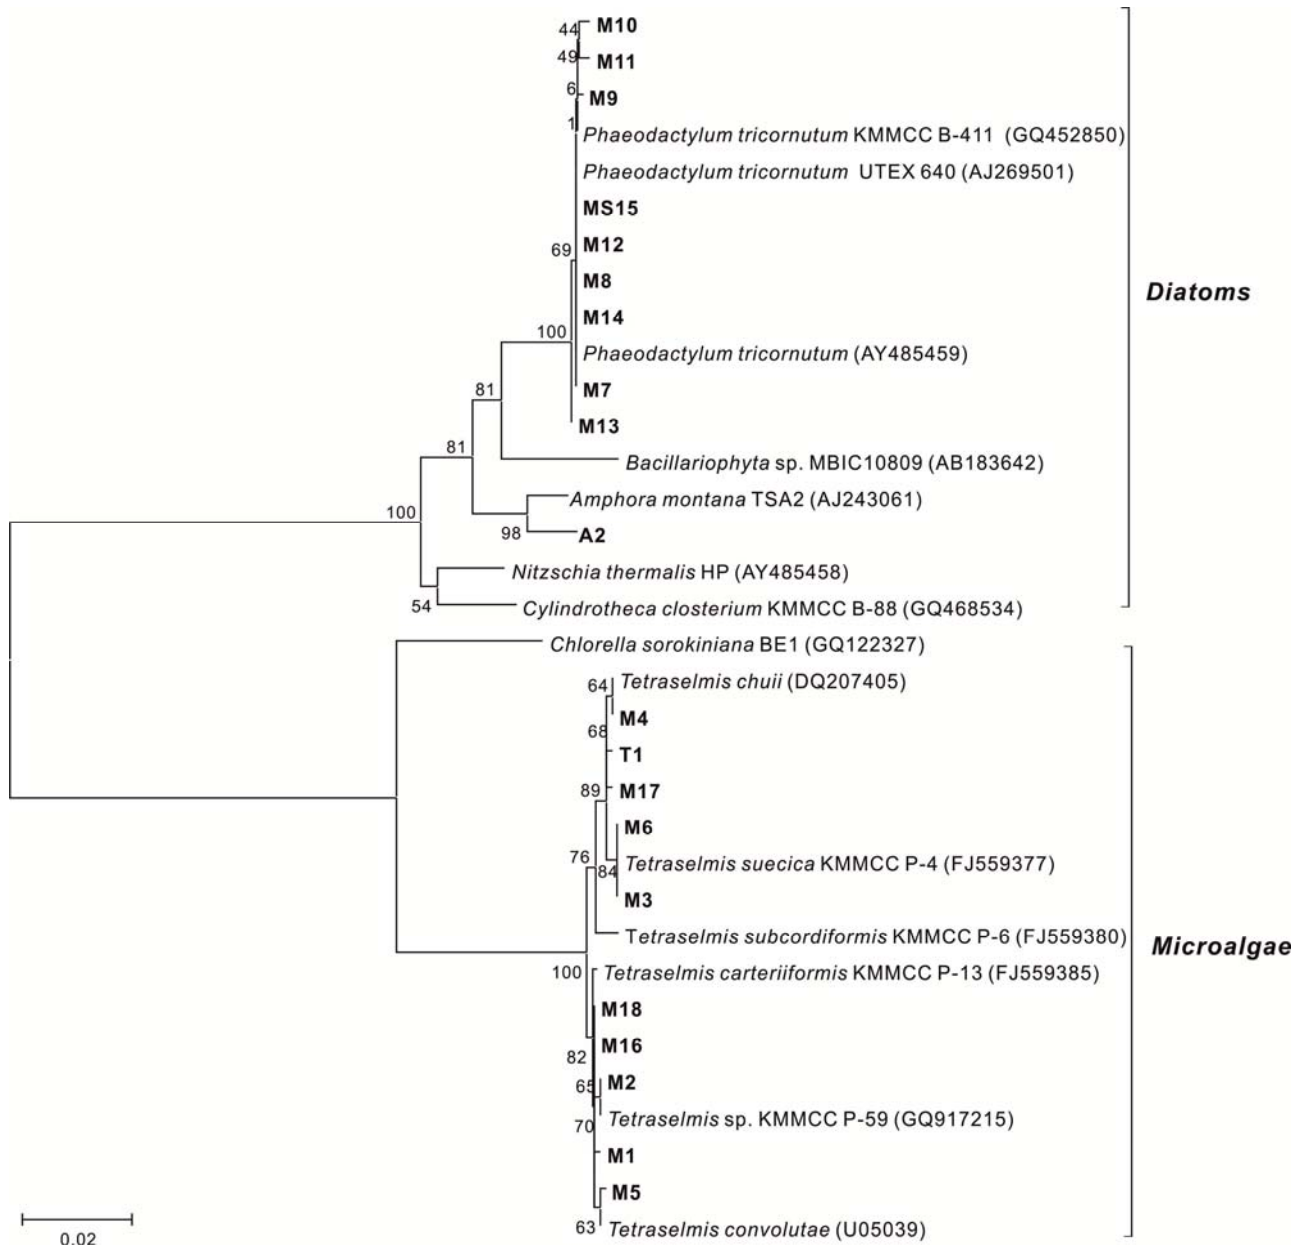 44
M10
49
M11
6
M9
1
Phaeodactylum tricornutum KMMCC B-411 (GQ452850)
Phaeodactylum tricornutum UTEX 640 (AJ269501)
MS15
69
M12
M8
Diatoms
M14
100
Phaeodactylum tricornutum (AY485459)
81
M7
M13
81
Bacillariophyta sp. MBIC10809 (AB183642)
Amphora montana TSA2 (AJ243061)
100
98
A2
Nitzschia thermalis HP (AY485458)
54
Cylindrotheca closterium KMMCC B-88 (GQ468534)
Chlorella sorokiniana BE1 (GQ122327)
64
Tetraselmis chuii (DQ207405)
M4
68
T1
89
M17
M6
76
84
Tetraselmis suecica KMMCC P-4 (FJ559377)
M3
Tetraselmis subcordiformis KMMCC P-6 (FJ559380)
Microalgae
100
Tetraselmis carteriiformis KMMCC P-13 (FJ559385)
M18
M16
82
65
M2
70
Tetraselmis sp. KMMCC P-59 (GQ917215)
M1
M5
63
Tetraselmis convolutae (U05039)
0.02